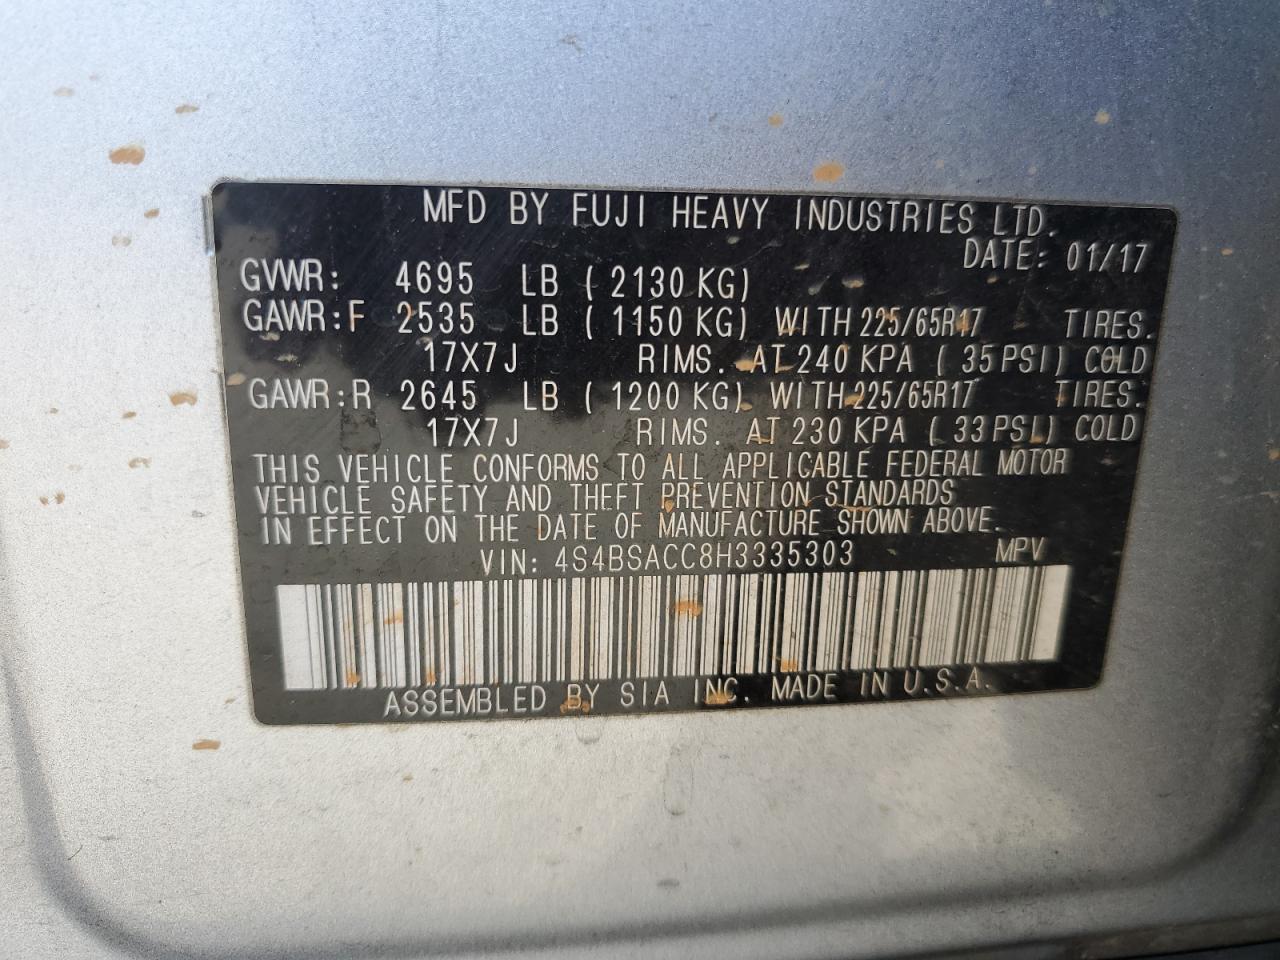 MFD BY FUJI HEAVY INDUSTRIES LTD.
DATE: 01/17
GVWR: 4695 LB ( 2130 KG)
GAWR:F 2535 LB ( 1150 KG) WITH 225/65R17 TIRES.
17X7J RIMS. AT 240 KPA ( 35 PSI) COLD
GAWR:R 2645 LB ( 1200 KG) WITH 225/65R17 TIRES.
17X7J RIMS. AT 230 KPA ( 33 PSI) COLD
THIS VEHICLE CONFORMS TO ALL APPLICABLE FEDERAL MOTOR
VEHICLE SAFETY AND THEFT PREVENTION STANDARDS
IN EFFECT ON THE DATE OF MANUFACTURE SHOWN ABOVE.
VIN: 4S4BSACC8H3335303 MPV
ASSEMBLED BY SIA INC. MADE IN U.S.A.